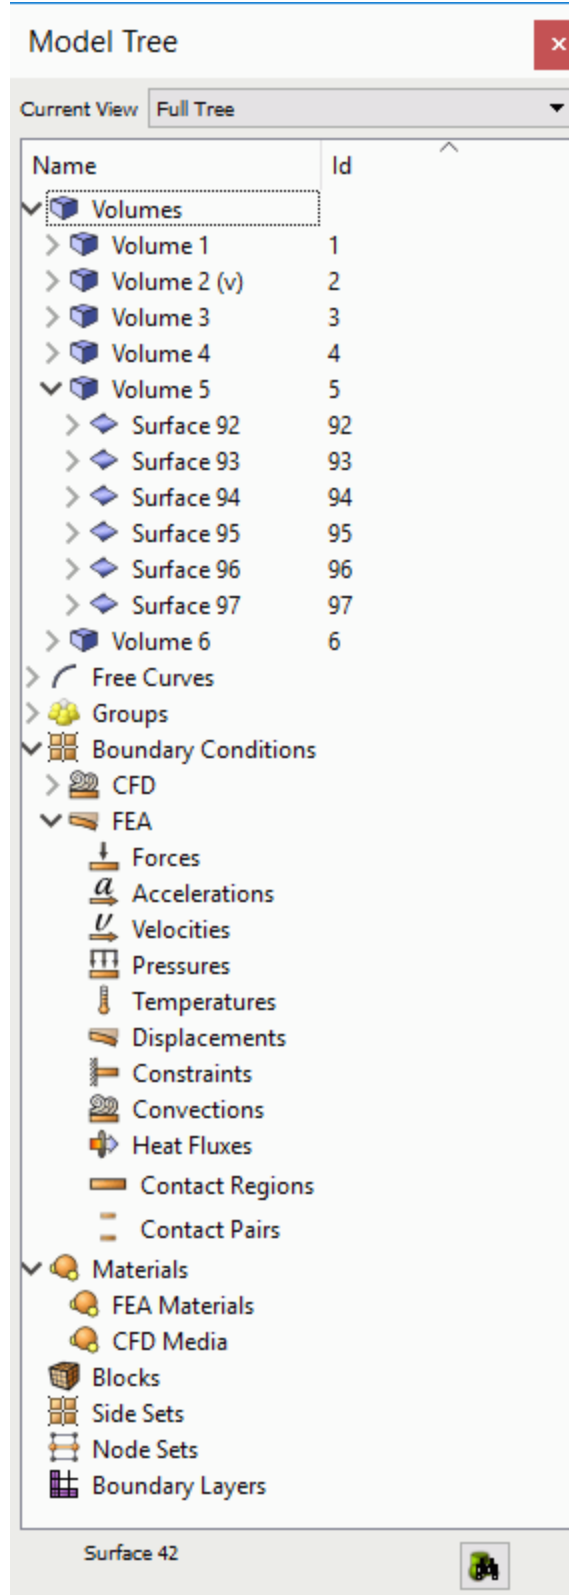 Model Tree
Current View Full Tree
Name Id
Volumes
Volume 1 1
Volume 2 (v) 2
Volume 3 3
Volume 4 4
Volume 5 5
Surface 92 92
Surface 93 93
Surface 94 94
Surface 95 95
Surface 96 96
Surface 97 97
Volume 6 6
Free Curves
Groups
Boundary Conditions
CFD
FEA
Forces
a Accelerations
v Velocities
Pressures
Temperatures
Displacements
Constraints
Convections
Heat Fluxes
Contact Regions
Contact Pairs
Materials
FEA Materials
CFD Media
Blocks
Side Sets
Node Sets
Boundary Layers
Surface 42